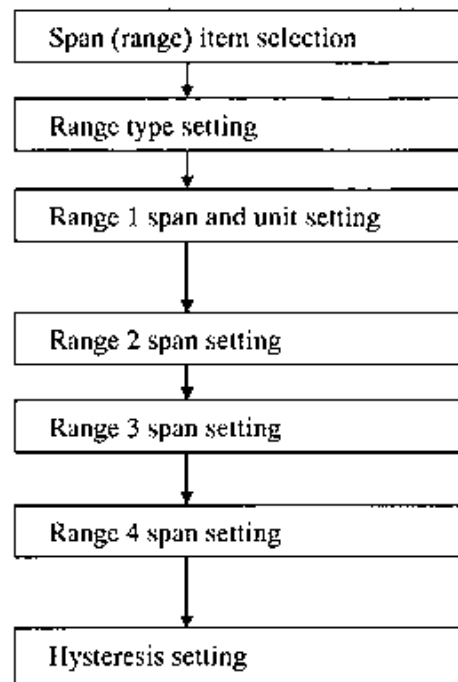 Span (range) item selection
Range type setting
Range 1 span and unit setting
Range 2 span setting
Range 3 span setting
Range 4 span setting
Hysteresis setting